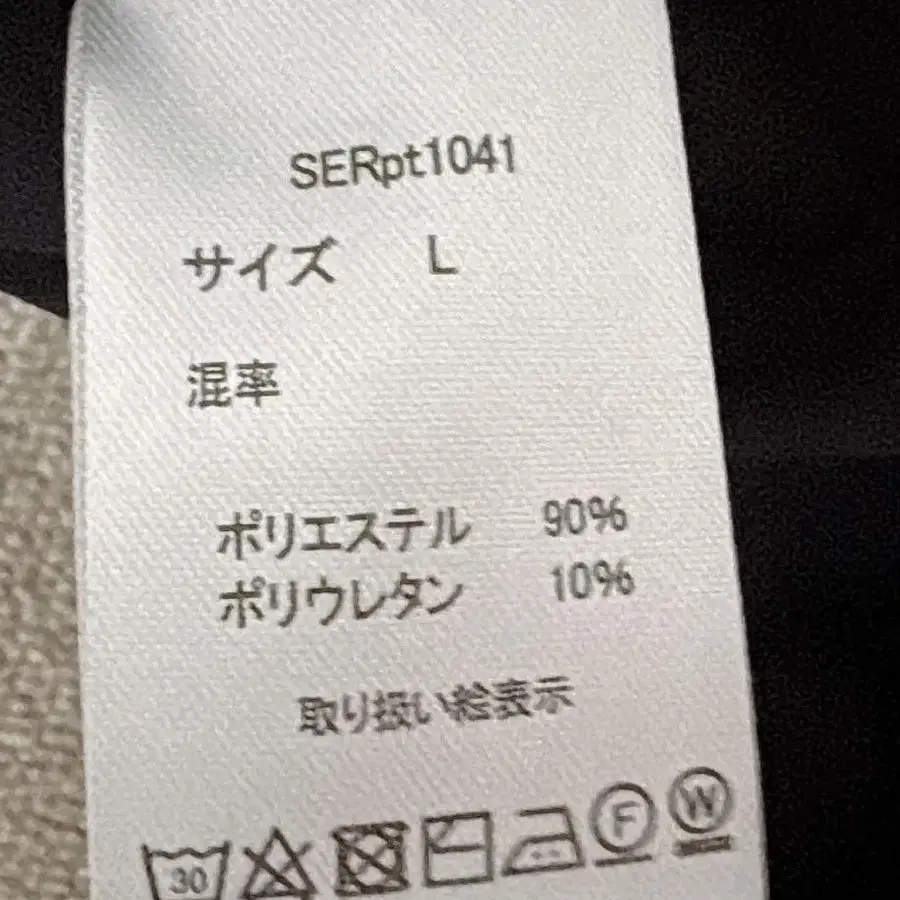 SERpt1041
サイズ L
混率
ポリエステル 90%
ポリウレタン 10%
取り扱い絵表示
30 F W